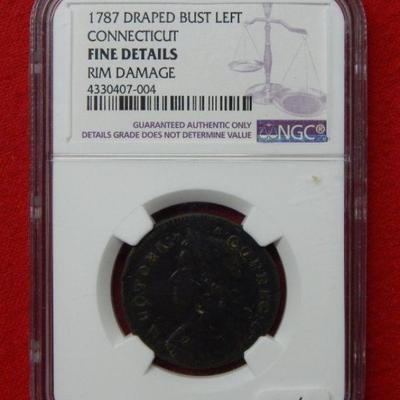 1787 DRAPED BUST LEFT
CONNECTICUT
FINE DETAILS
RIM DAMAGE
4330407-004
GUARANTEED AUTHENTIC ONLY
DETAILS GRADE DOES NOT DETERMINE VALUE
NGC®